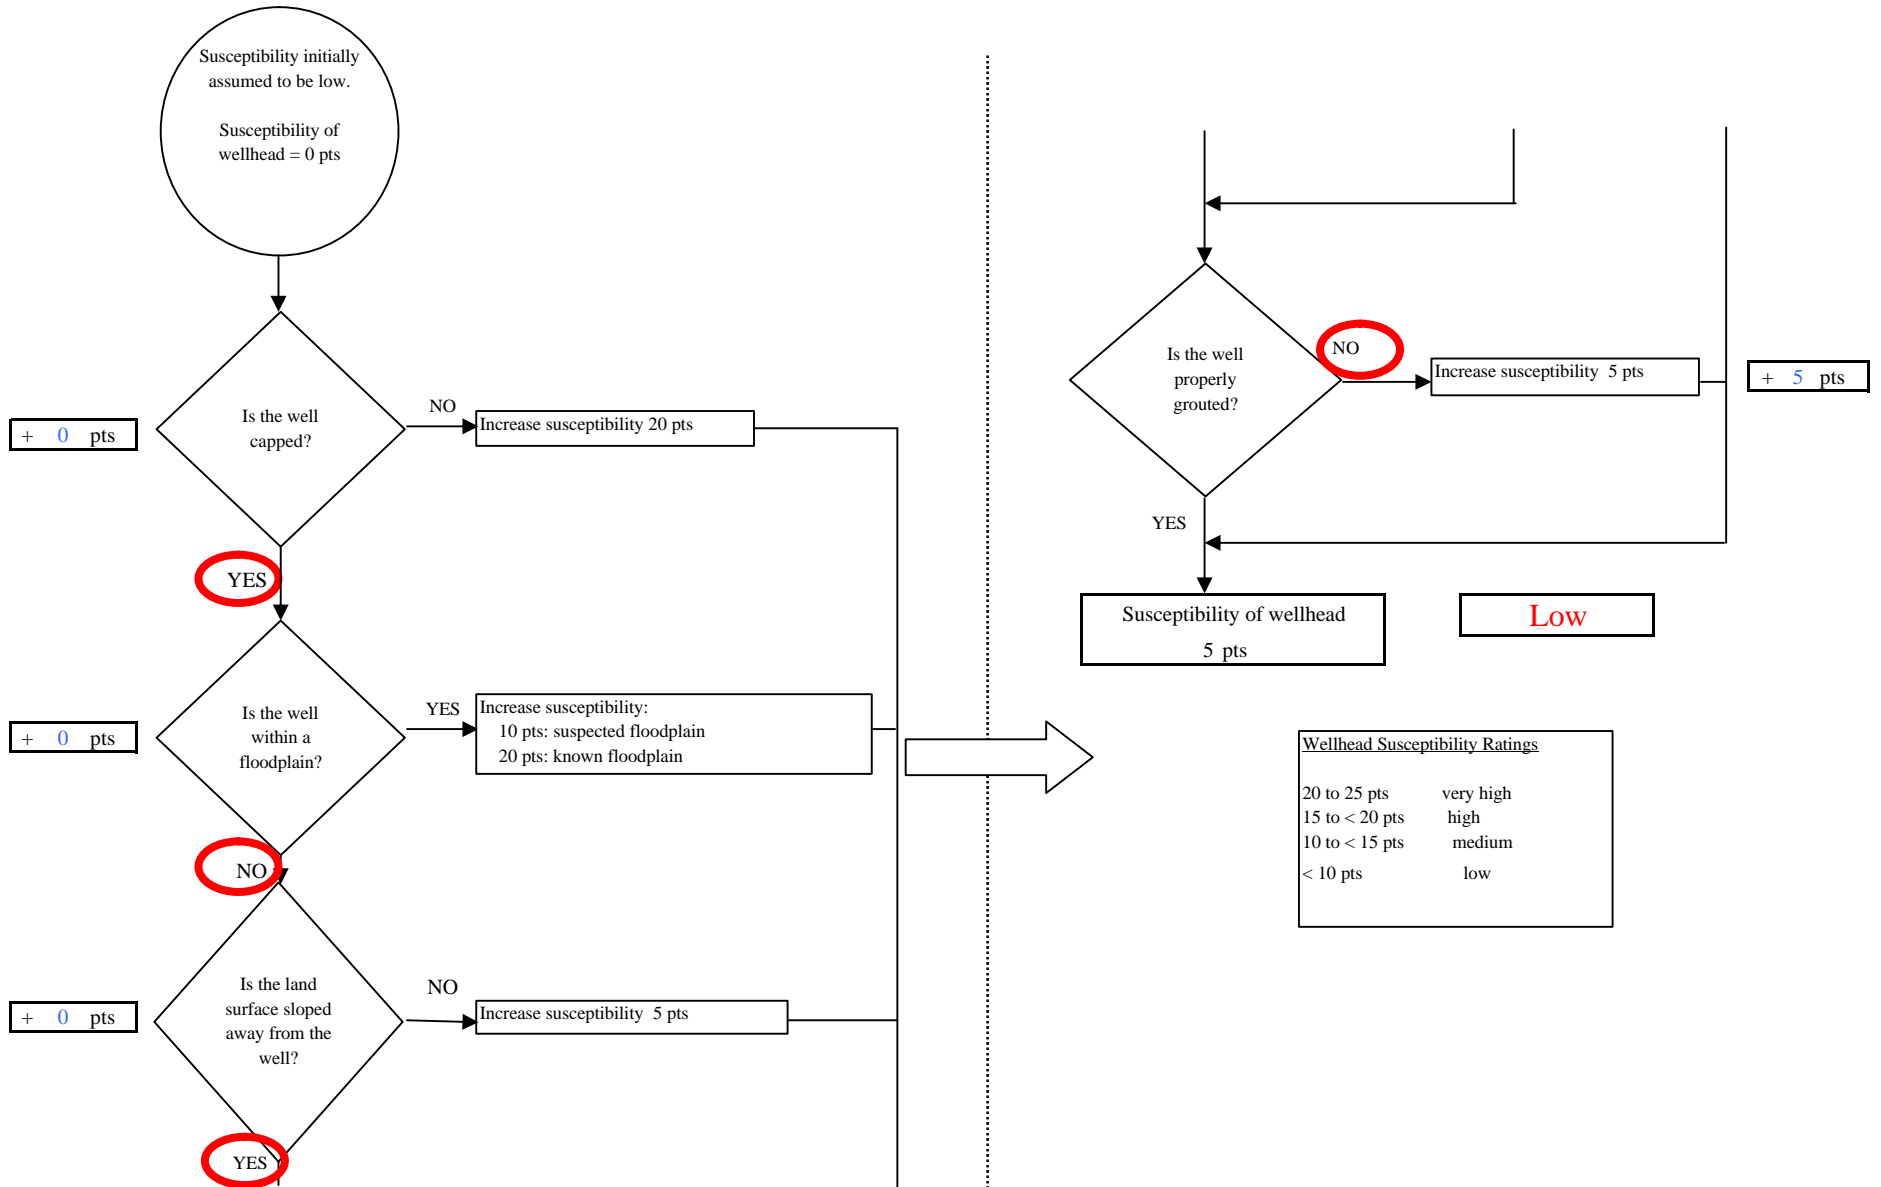 Susceptibility initially
assumed to be low.
Susceptibility of
wellhead = 0 pts
Is the well
capped?
NO
Increase susceptibility 20 pts
+ 0 pts
YES
Is the well
within a
floodplain?
YES
Increase susceptibility:
10 pts: suspected floodplain
20 pts: known floodplain
+ 0 pts
NO
Is the land
surface sloped
away from the
well?
NO
Increase susceptibility 5 pts
+ 0 pts
YES
Is the well
properly
grouted?
NO
Increase susceptibility 5 pts
+ 5 pts
YES
Susceptibility of wellhead
5 pts
Low
Wellhead Susceptibility Ratings
20 to 25 pts very high
15 to < 20 pts high
10 to < 15 pts medium
< 10 pts low